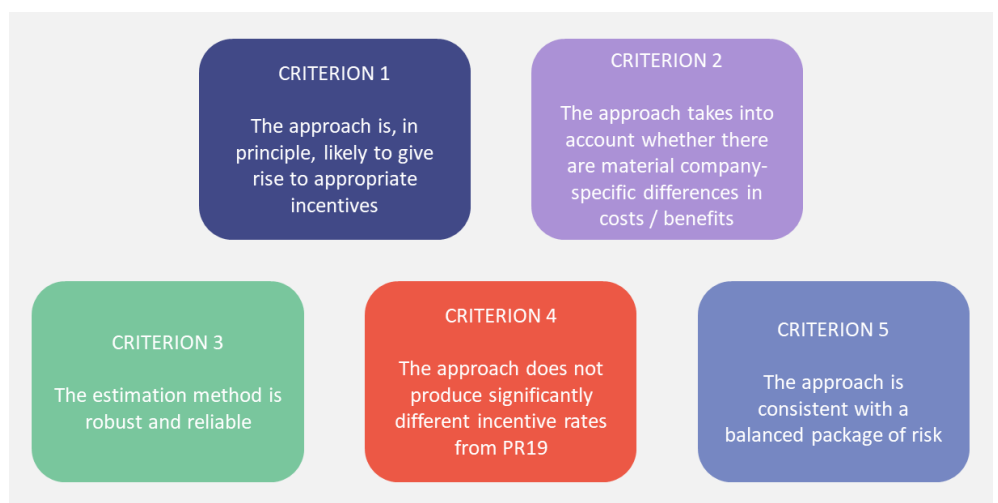 CRITERION 1
The approach is, in
principle, likely to give
rise to appropriate
incentives
CRITERION 2
The approach takes into
account whether there
are material company-
specific differences in
costs / benefits
CRITERION 3
The estimation method is
robust and reliable
CRITERION 4
The approach does not
produce significantly
different incentive rates
from PR19
CRITERION 5
The approach is
consistent with a
balanced package of risk